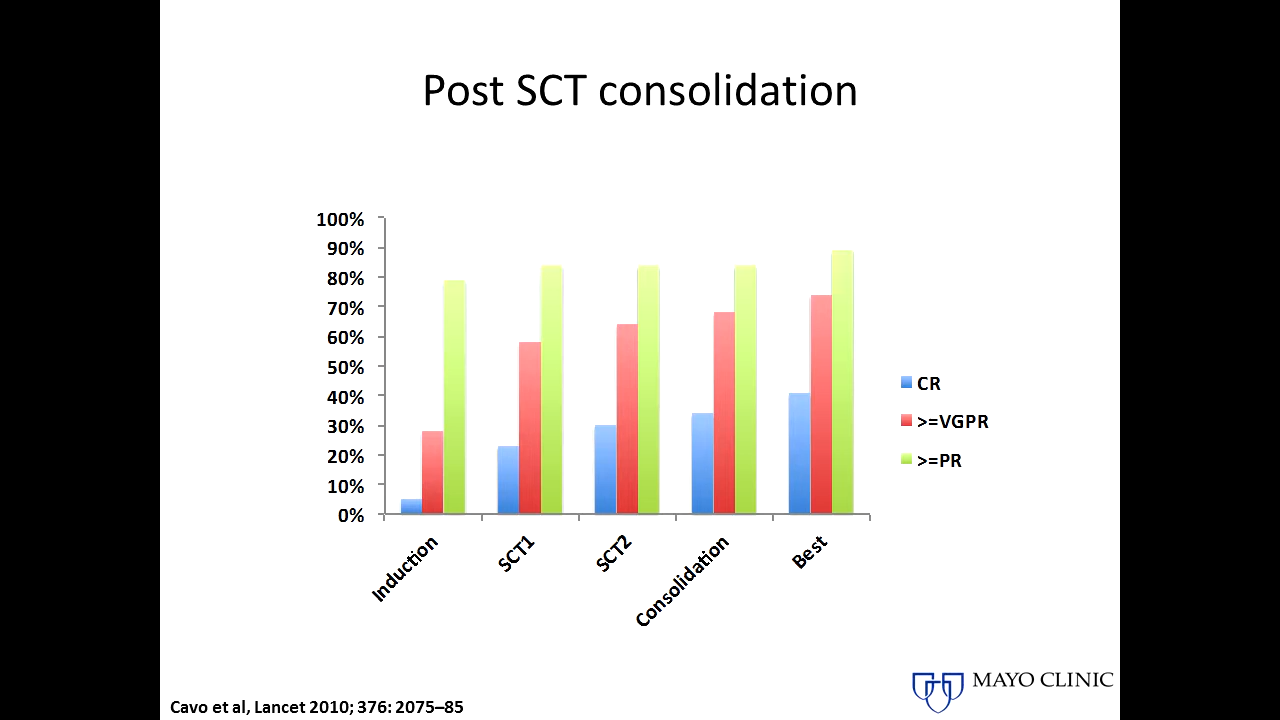 Post SCT consolidation
100%
90%
80%
70%
60%
50%
40%
30%
20%
10%
0%
Induction
SCT1
SCT2
Consolidation
Best
CR
>=VGPR
>=PR
MAYO CLINIC
Cavo et al, Lancet 2010; 376: 2075–85